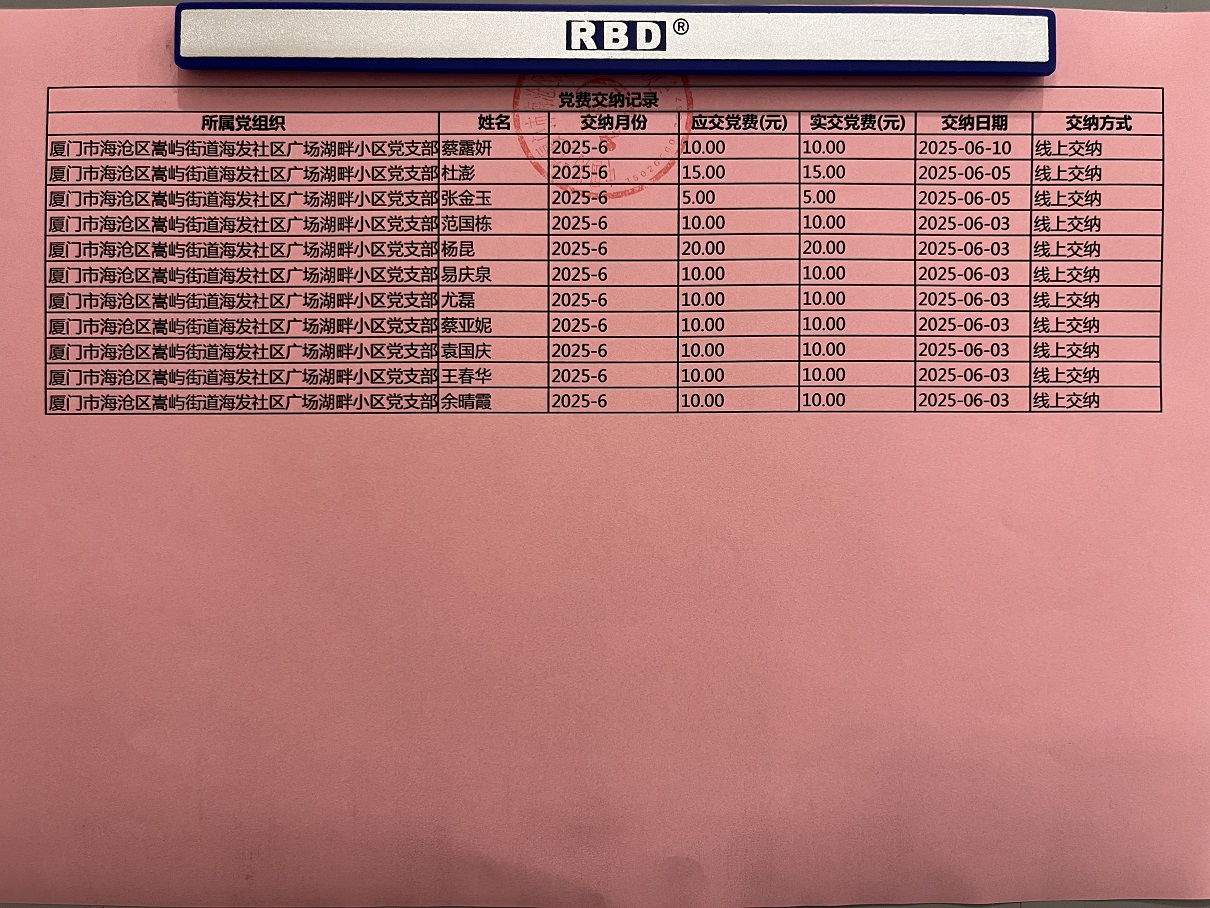 RBD®
党费交纳记录
所属党组织 姓名 交纳月份 应交党费(元) 实交党费(元) 交纳日期 交纳方式
厦门市海沧区嵩屿街道海发社区广场湖畔小区党支部 蔡露妍 2025-6 10.00 10.00 2025-06-10 线上交纳
厦门市海沧区嵩屿街道海发社区广场湖畔小区党支部 杜澎 2025-6 15.00 15.00 2025-06-05 线上交纳
厦门市海沧区嵩屿街道海发社区广场湖畔小区党支部 张金玉 2025-6 5.00 5.00 2025-06-05 线上交纳
厦门市海沧区嵩屿街道海发社区广场湖畔小区党支部 范国栋 2025-6 10.00 10.00 2025-06-03 线上交纳
厦门市海沧区嵩屿街道海发社区广场湖畔小区党支部 杨昆 2025-6 20.00 20.00 2025-06-03 线上交纳
厦门市海沧区嵩屿街道海发社区广场湖畔小区党支部 易庆泉 2025-6 10.00 10.00 2025-06-03 线上交纳
厦门市海沧区嵩屿街道海发社区广场湖畔小区党支部 尤磊 2025-6 10.00 10.00 2025-06-03 线上交纳
厦门市海沧区嵩屿街道海发社区广场湖畔小区党支部 蔡亚妮 2025-6 10.00 10.00 2025-06-03 线上交纳
厦门市海沧区嵩屿街道海发社区广场湖畔小区党支部 袁国庆 2025-6 10.00 10.00 2025-06-03 线上交纳
厦门市海沧区嵩屿街道海发社区广场湖畔小区党支部 王春华 2025-6 10.00 10.00 2025-06-03 线上交纳
厦门市海沧区嵩屿街道海发社区广场湖畔小区党支部 余晴霞 2025-6 10.00 10.00 2025-06-03 线上交纳